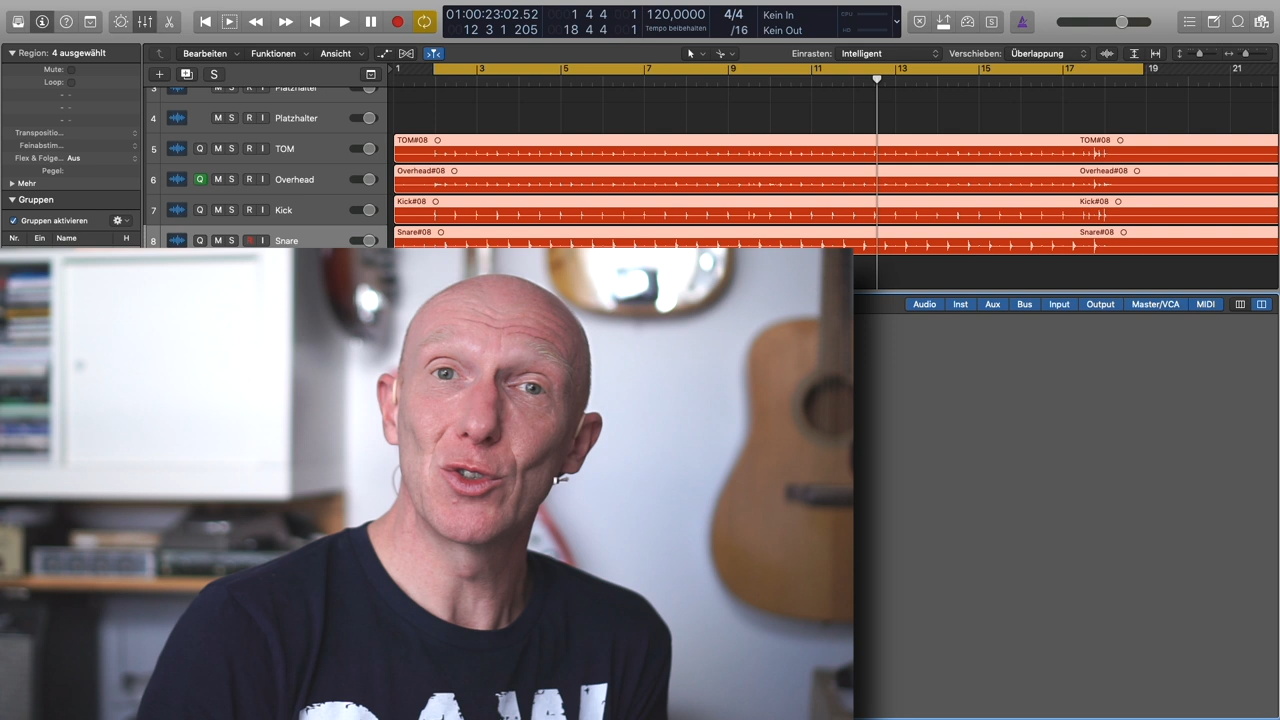 01:00:23:02.52
12 3 1 205
1 4 4 1
18 4 4 1
120,0000
Tempo beibehalten
4/4
/16
Kein In
Kein Out
CPU
HD
Region: 4 ausgewählt
Mute:
Loop:
Transpositio...
Feinabstim...
Flex & Folge... Aus
Pegel:
Mehr
Gruppen
Gruppen aktivieren
Nr. Ein Name H
Bearbeiten Funktionen Ansicht
Einrasten: Intelligent
Verschieben: Überlappung
S
1 3 5 7 9 11 13 15 17 19 21
3 Platzhalter
4 M S R I Platzhalter
5 Q M S R I TOM
6 Q M S R I Overhead
7 Q M S R I Kick
8 Q M S R I Snare
TOM#08 TOM#08
Overhead#08 Overhead#08
Kick#08 Kick#08
Snare#08 Snare#08
Audio Inst Aux Bus Input Output Master/VCA MIDI